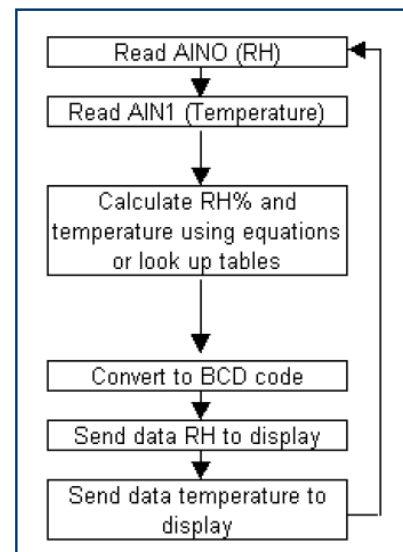 Read AINO (RH)
Read AIN1 (Temperature)
Calculate RH% and
temperature using equations
or look up tables
Convert to BCD code
Send data RH to display
Send data temperature to
display